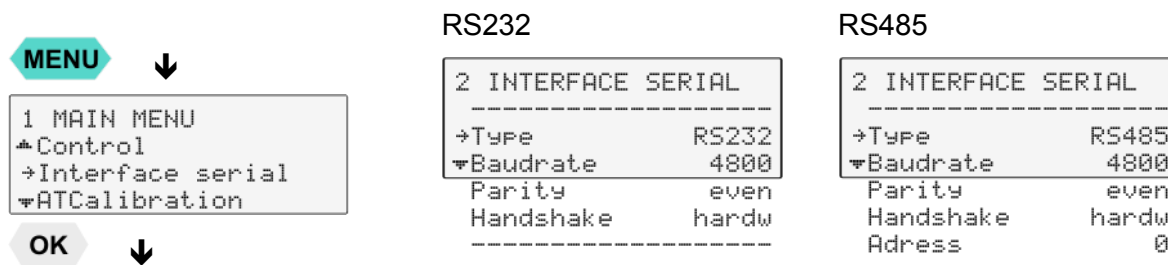 MENU
1 MAIN MENU
Control
→Interface serial
ATCalibration
OK
RS232
2 INTERFACE SERIAL
--------------------
→Type RS232
Baudrate 4800
Parity even
Handshake hardw
--------------------
RS485
2 INTERFACE SERIAL
--------------------
→Type RS485
Baudrate 4800
Parity even
Handshake hardw
Adress 0